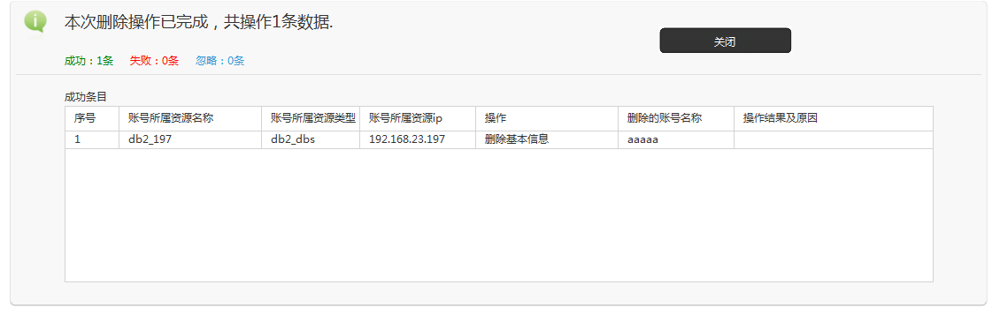 本次删除操作已完成，共操作1条数据.
关闭
成功：1条 失败：0条 忽略：0条
成功条目
序号 账号所属资源名称 账号所属资源类型 账号所属资源ip 操作 删除的账号名称 操作结果及原因
1 db2_197 db2_dbs 192.168.23.197 删除基本信息 aaaaa